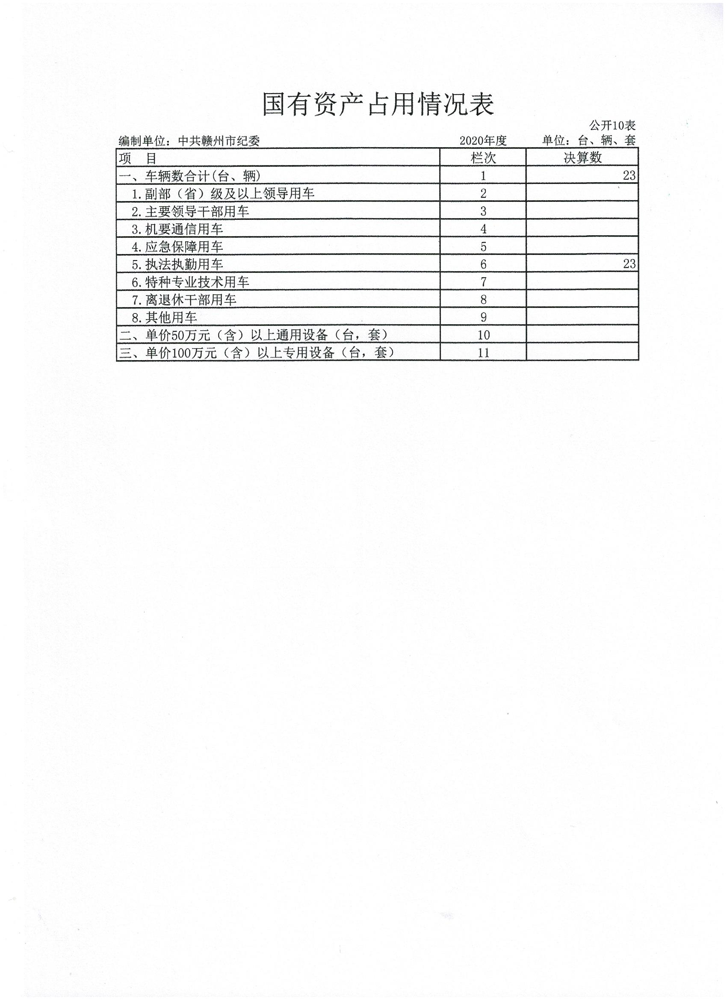 国有资产占用情况表
公开10表
编制单位：中共赣州市纪委 2020年度 单位：台、辆、套
项 目 栏次 决算数
一、车辆数合计(台、辆) 1 23
1.副部（省）级及以上领导用车 2
2.主要领导干部用车 3
3.机要通信用车 4
4.应急保障用车 5
5.执法执勤用车 6 23
6.特种专业技术用车 7
7.离退休干部用车 8
8.其他用车 9
二、单价50万元（含）以上通用设备（台，套） 10
三、单价100万元（含）以上专用设备（台，套） 11